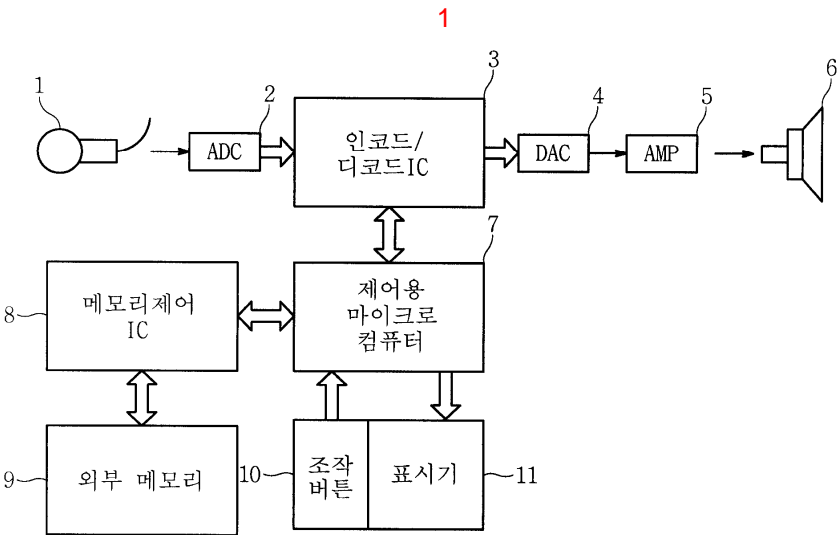 1
1
2
3
4
5
6
ADC
인코드/
디코드IC
DAC
AMP
7
8
메모리제어
IC
제어용
마이크로
컴퓨터
9
외부 메모리
10
조작
버튼
표시기
11